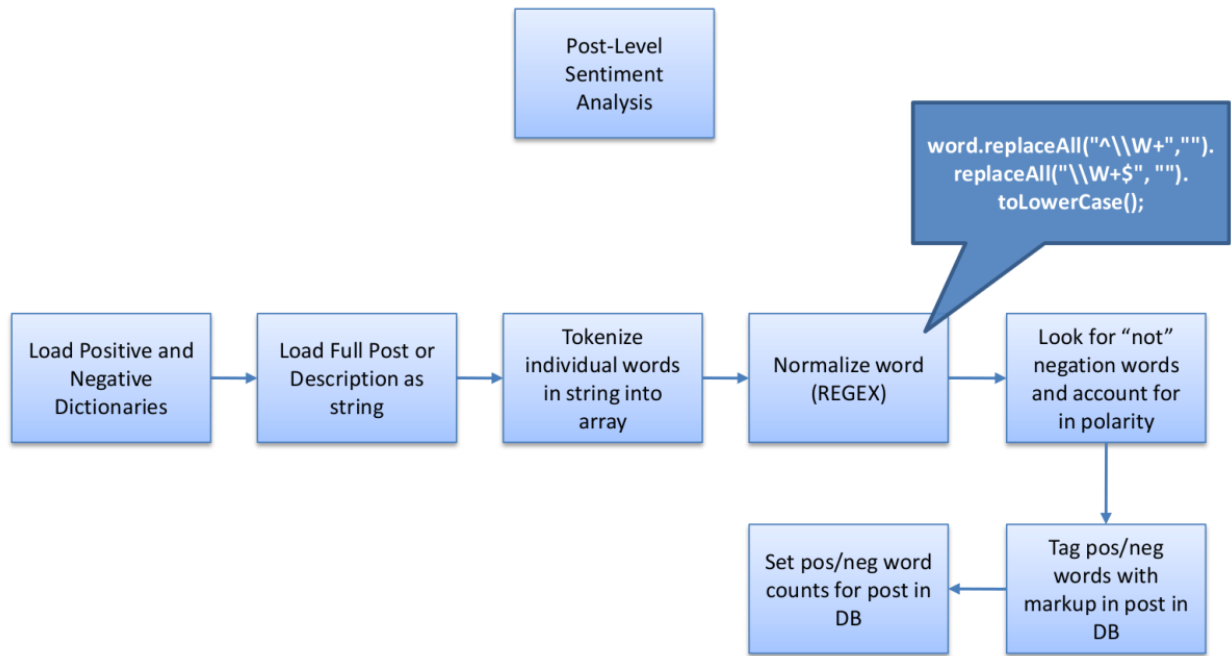 Post-Level
Sentiment
Analysis
word.replaceAll("^\\W+","").
replaceAll("\\W+$", "").
toLowerCase();
Load Positive and
Negative
Dictionaries
Load Full Post or
Description as
string
Tokenize
individual words
in string into
array
Normalize word
(REGEX)
Look for “not”
negation words
and account for
in polarity
Tag pos/neg
words with
markup in post in
DB
Set pos/neg word
counts for post in
DB